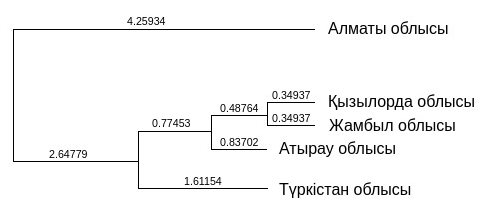 4.25934
Алматы облысы
0.34937
Қызылорда облысы
0.48764
0.77453
0.34937
Жамбыл облысы
0.83702
Атырау облысы
2.64779
1.61154
Түркістан облысы